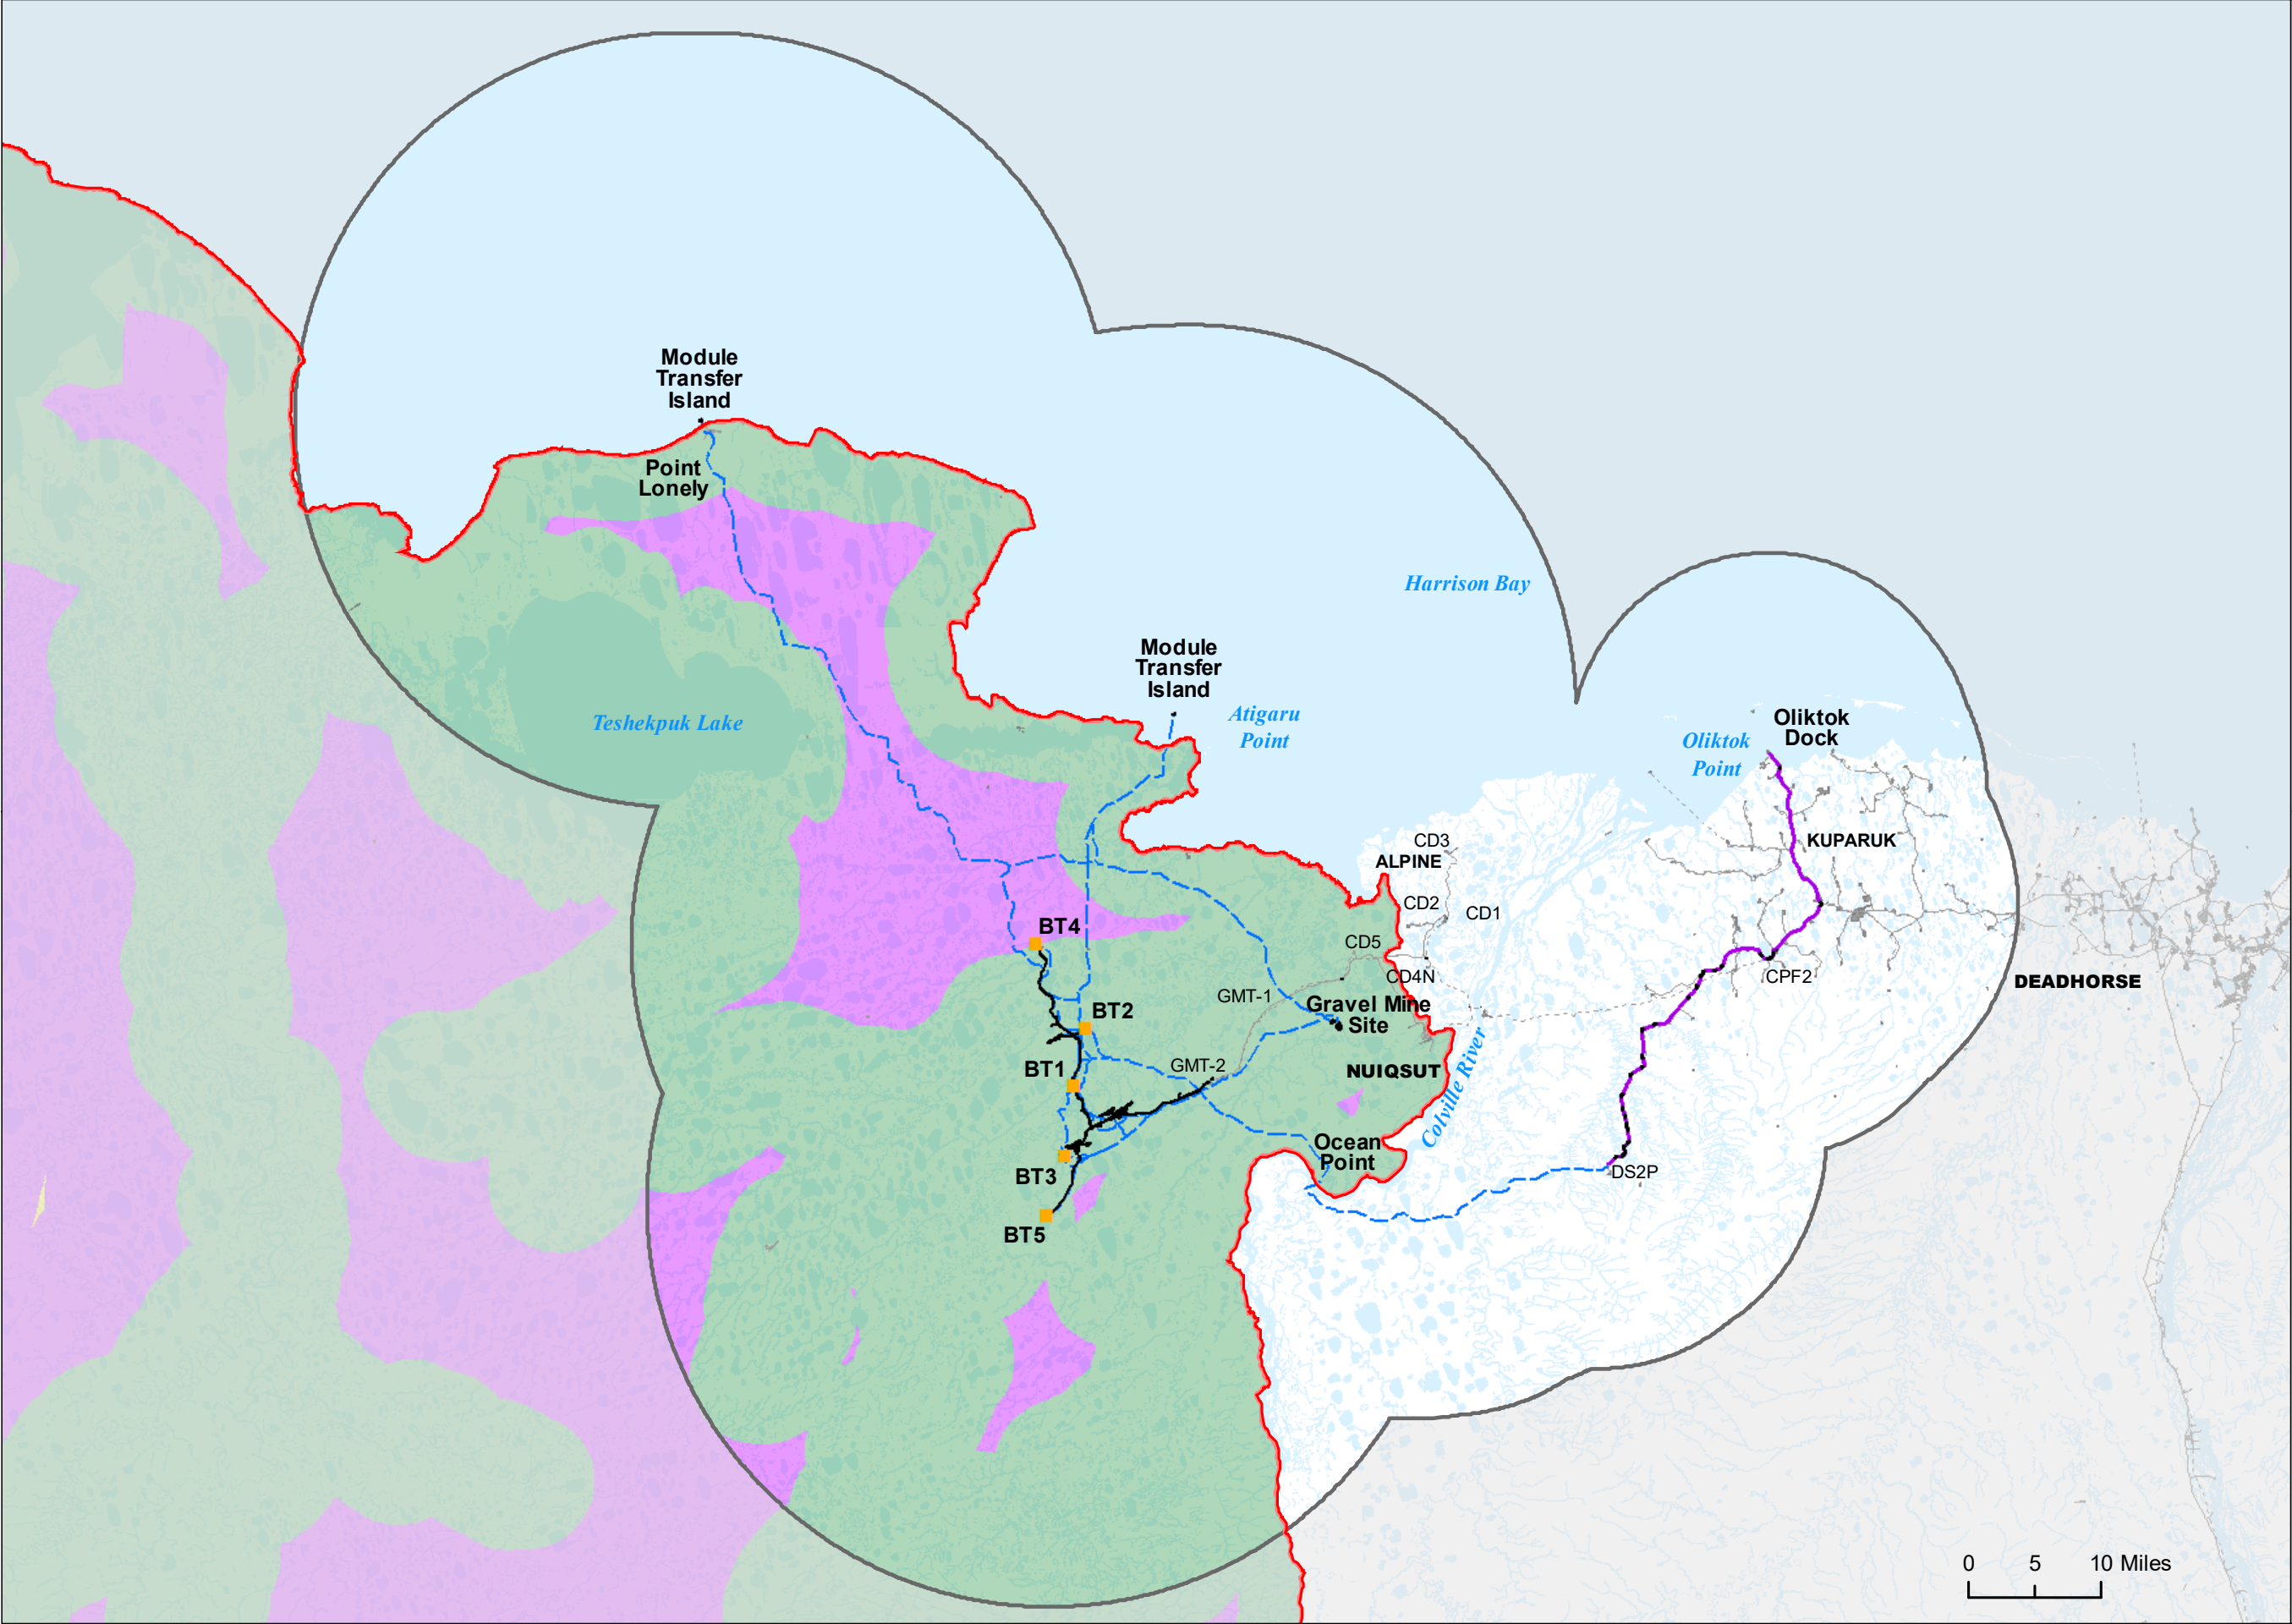 Module
Transfer
Island
Point
Lonely
Harrison Bay
Teshekpuk Lake
Module
Transfer
Island
Atigaru
Point
Oliktok
Dock
Oliktok
Point
KUPARUK
CD3
ALPINE
CD2
CD1
BT4
CD5
CD4N
CPF2
DEADHORSE
GMT-1
Gravel Mine
Site
BT2
GMT-2
BT1
NUIQSUT
Colville River
Ocean
Point
BT3
DS2P
BT5
0 5 10 Miles